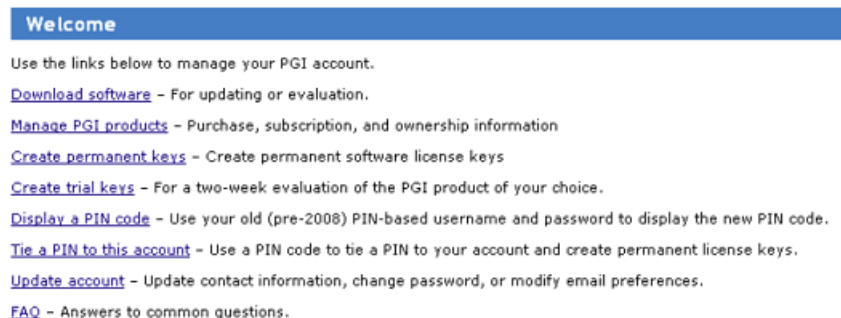 Welcome
Use the links below to manage your PGI account.
Download software – For updating or evaluation.
Manage PGI products – Purchase, subscription, and ownership information
Create permanent keys – Create permanent software license keys
Create trial keys – For a two-week evaluation of the PGI product of your choice.
Display a PIN code – Use your old (pre-2008) PIN-based username and password to display the new PIN code.
Tie a PIN to this account – Use a PIN code to tie a PIN to your account and create permanent license keys.
Update account – Update contact information, change password, or modify email preferences.
FAQ – Answers to common questions.